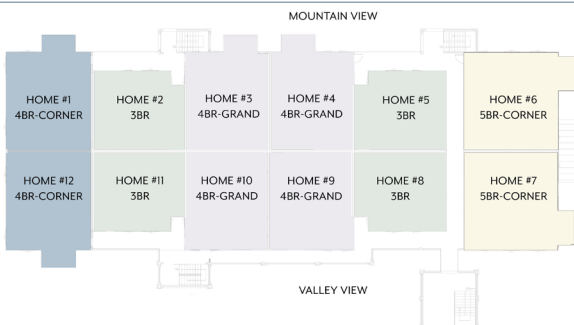 MOUNTAIN VIEW
HOME #1
4BR-CORNER
HOME #2
3BR
HOME #3
4BR-GRAND
HOME #4
4BR-GRAND
HOME #5
3BR
HOME #6
5BR-CORNER
HOME #12
4BR-CORNER
HOME #11
3BR
HOME #10
4BR-GRAND
HOME #9
4BR-GRAND
HOME #8
3BR
HOME #7
5BR-CORNER
VALLEY VIEW